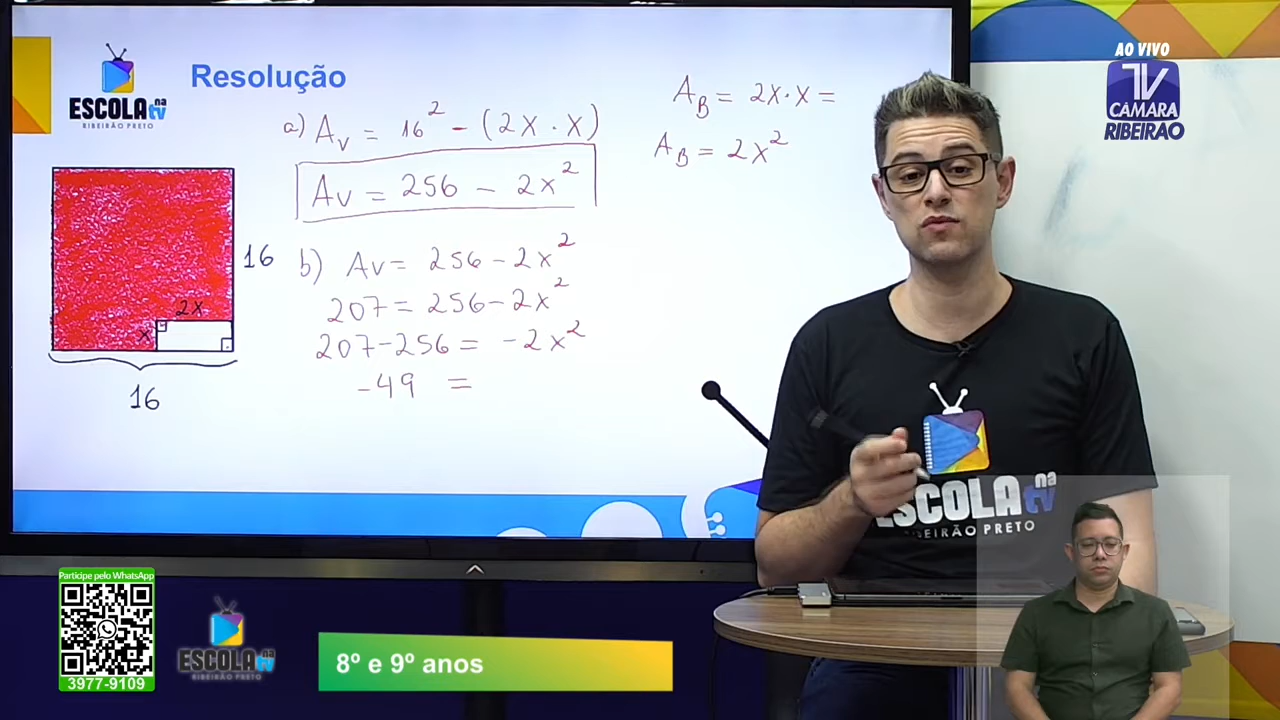 ESCOLA na tv
RIBEIRÃO PRETO
Resolução
a) Av = 16² - (2x . x)
Av = 256 - 2x²
A_B = 2x·x =
A_B = 2x²
16
2x
x
16
b) Av = 256 - 2x²
207 = 256 - 2x²
207 - 256 = -2x²
-49 =
AO VIVO
TV
CÂMARA
RIBEIRÃO
ESCOLA na tv
RIBEIRÃO PRETO
Participe pelo WhatsApp
3977-9109
ESCOLA na tv
RIBEIRÃO PRETO
8º e 9º anos